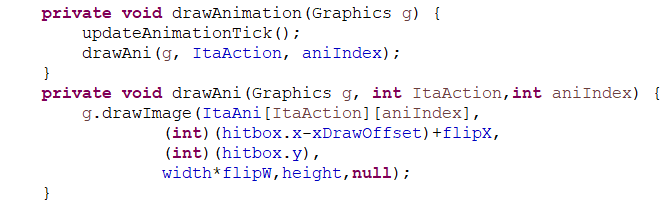 private void drawAnimation(Graphics g) {
updateAnimationTick();
drawAni(g, ItaAction, aniIndex);
}
private void drawAni(Graphics g, int ItaAction,int aniIndex) {
g.drawImage(ItaAni[ItaAction][aniIndex],
(int)(hitbox.x-xDrawOffset)+flipX,
(int)(hitbox.y),
width*flipW,height,null);
}